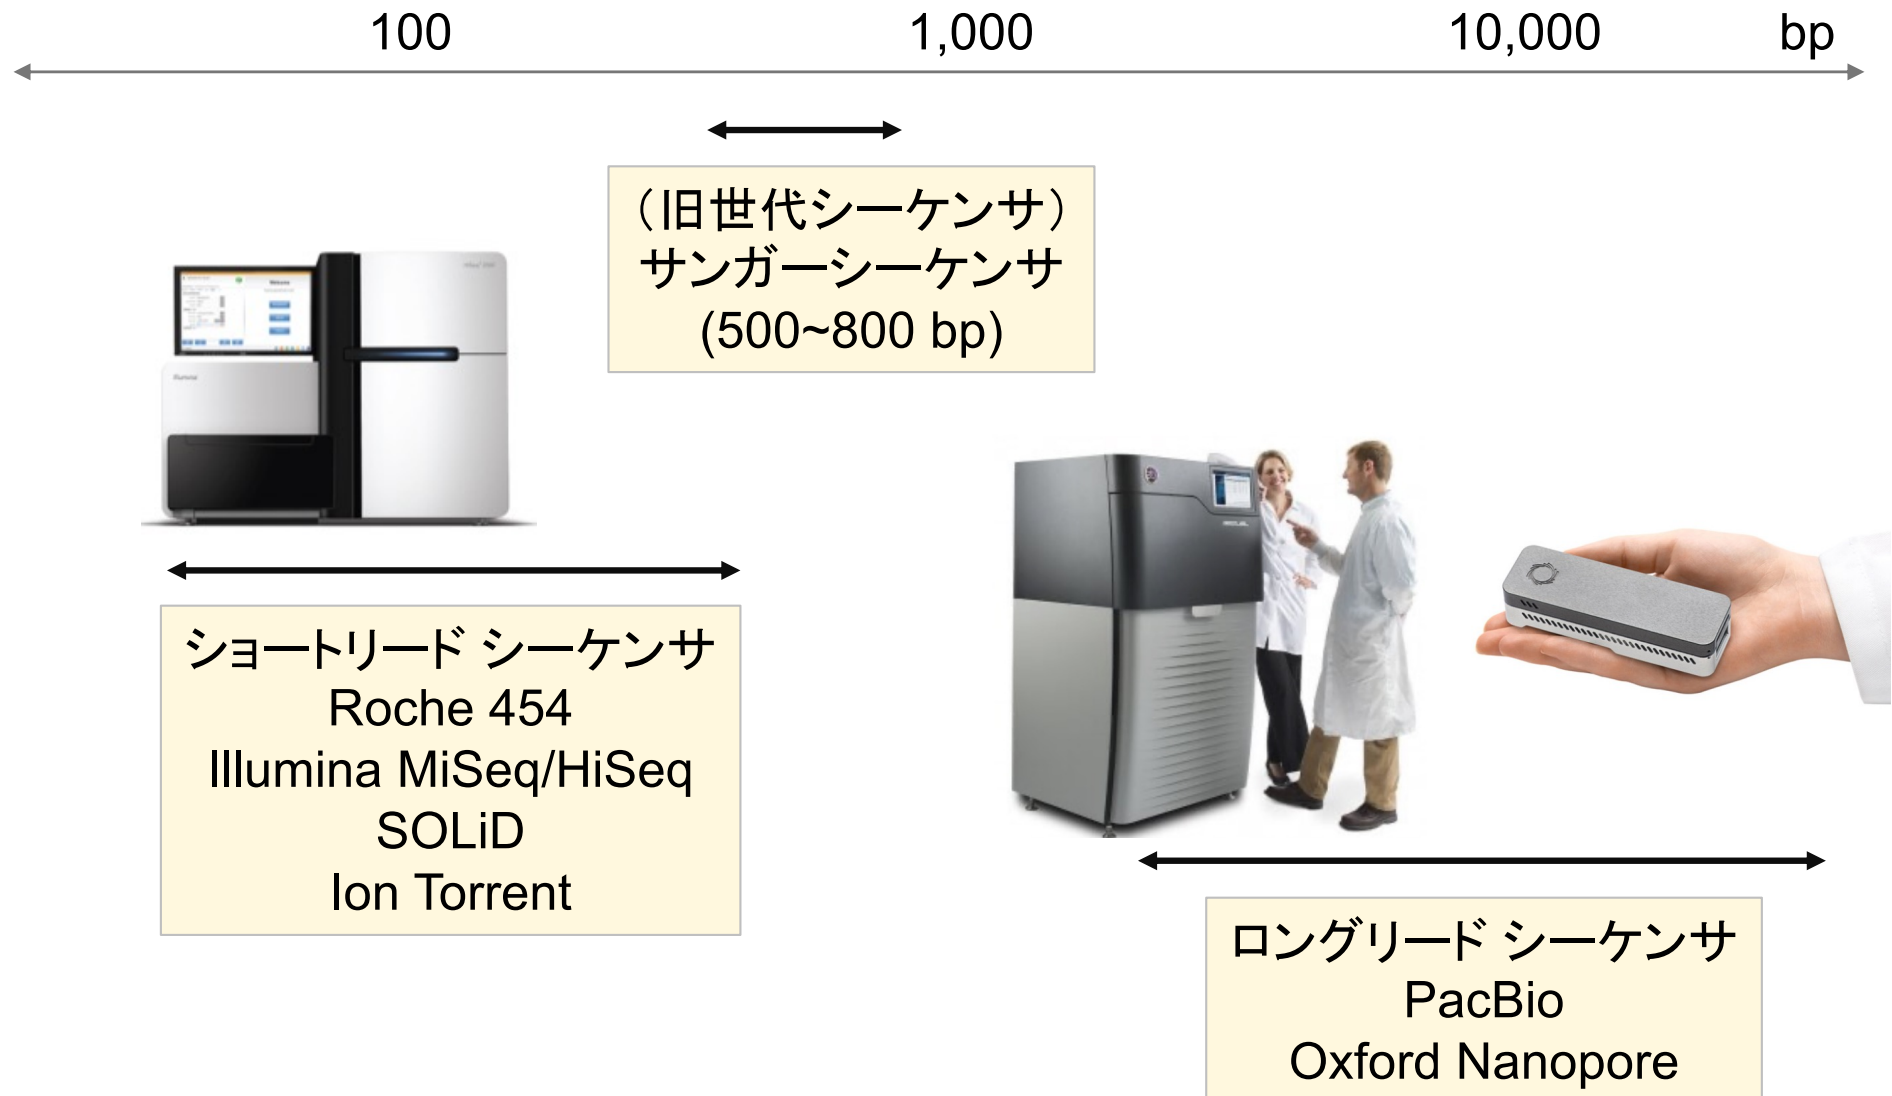 100 1,000 10,000 bp
（旧世代シーケンサ）
サンガーシーケンサ
(500~800 bp)
ショートリード シーケンサ
Roche 454
Illumina MiSeq/HiSeq
SOLiD
Ion Torrent
ロングリード シーケンサ
PacBio
Oxford Nanopore